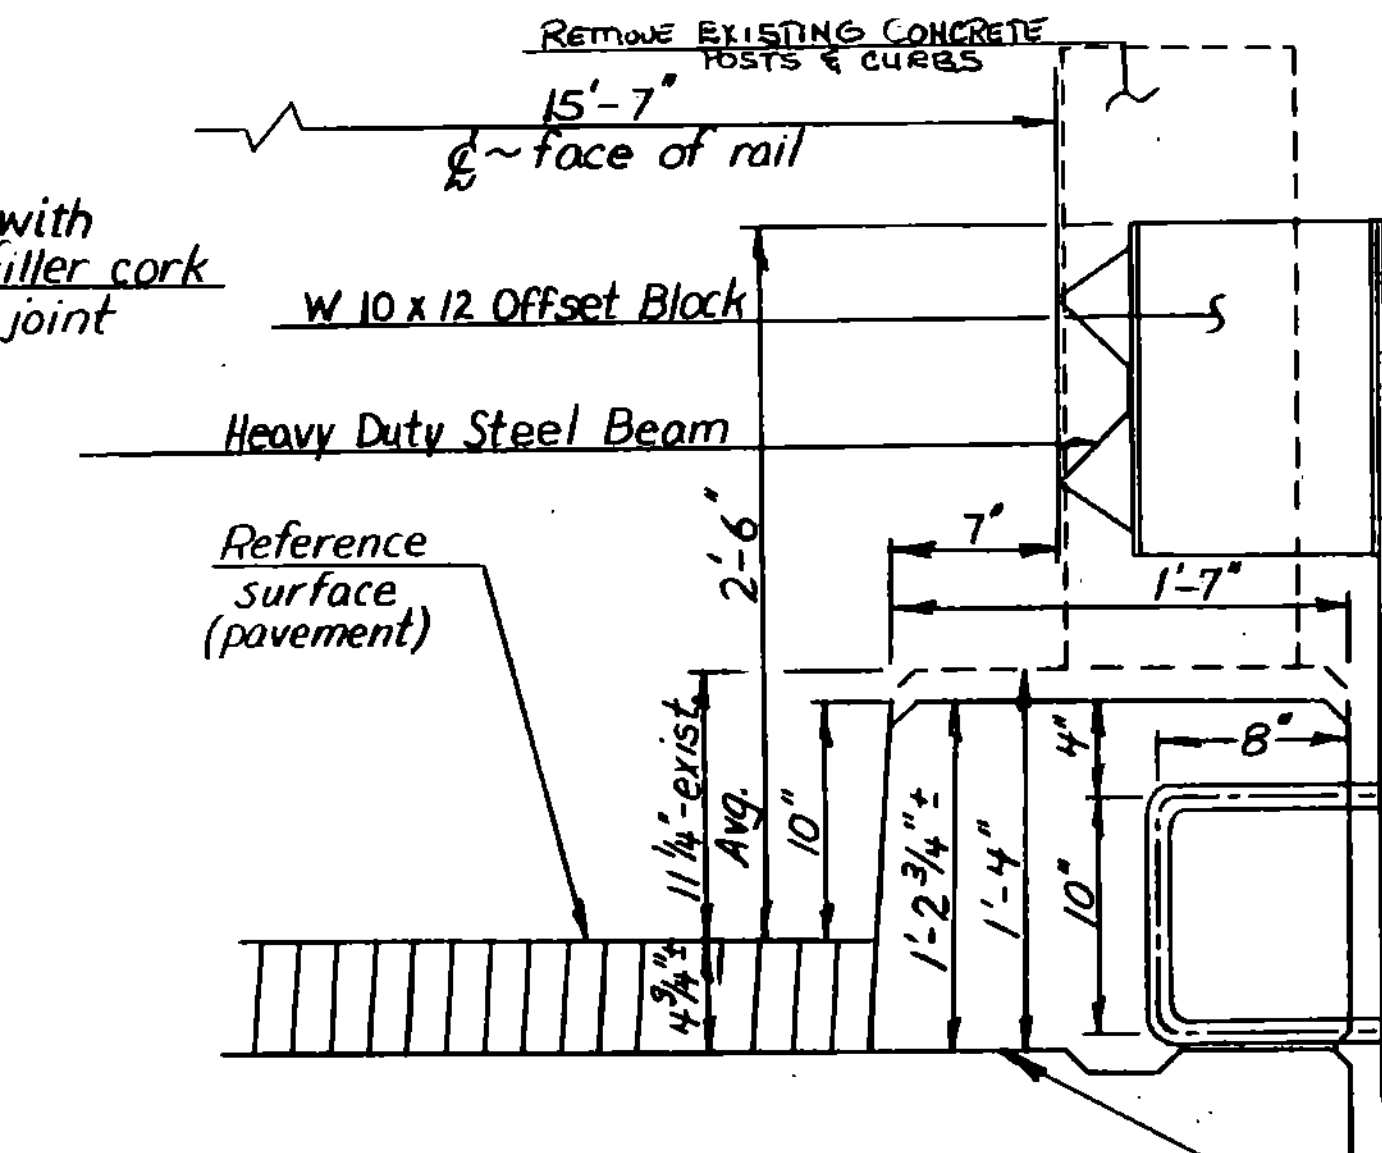 REMOVE EXISTING CONCRETE
POSTS & CURBS
15'-7"
℄ ~ face of rail
with
filler cork
joint
W 10 x 12 Offset Block
Heavy Duty Steel Beam
Reference
surface
(pavement)
2'-6"
7"
1'-7"
11 1/4"-exist.
Avg.
10"
1'-2 3/4" ±
1'-4"
4"
8"
10"
4 3/4" ±